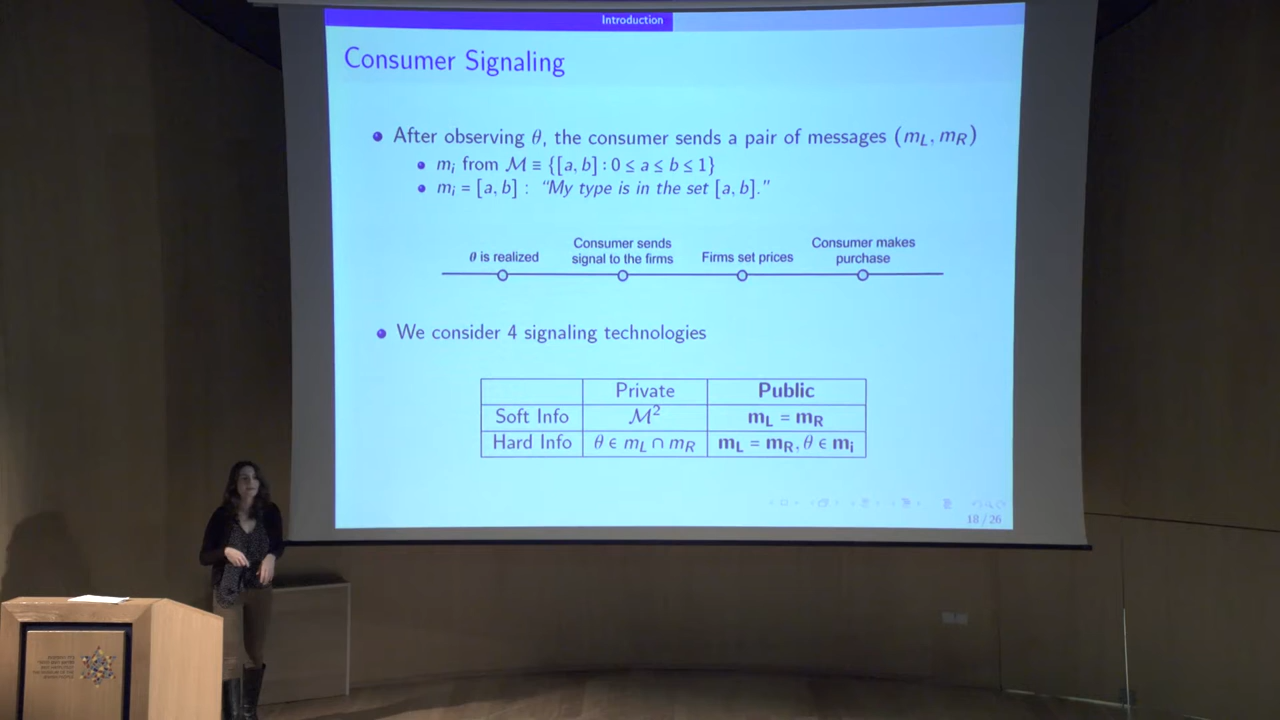 Introduction
Consumer Signaling
After observing θ, the consumer sends a pair of messages (m_L, m_R)
m_i from ℳ ≡ {[a, b] : 0 ≤ a ≤ b ≤ 1}
m_i = [a, b] : "My type is in the set [a, b]."
θ is realized
Consumer sends
signal to the firms
Firms set prices
Consumer makes
purchase
We consider 4 signaling technologies
Private Public
Soft Info ℳ² m_L = m_R
Hard Info θ ∈ m_L ∩ m_R m_L = m_R, θ ∈ m_i
18 / 26